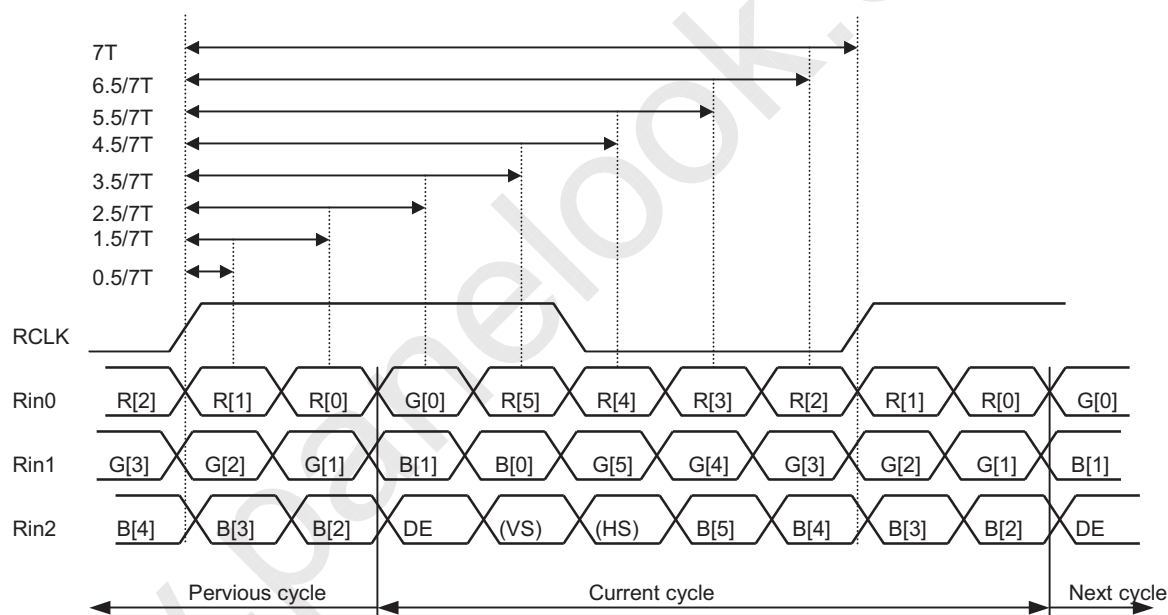 7T
6.5/7T
5.5/7T
4.5/7T
3.5/7T
2.5/7T
1.5/7T
0.5/7T
RCLK
Rin0 R[2] R[1] R[0] G[0] R[5] R[4] R[3] R[2] R[1] R[0] G[0]
Rin1 G[3] G[2] G[1] B[1] B[0] G[5] G[4] G[3] G[2] G[1] B[1]
Rin2 B[4] B[3] B[2] DE (VS) (HS) B[5] B[4] B[3] B[2] DE
Pervious cycle Current cycle Next cycle
panelook.